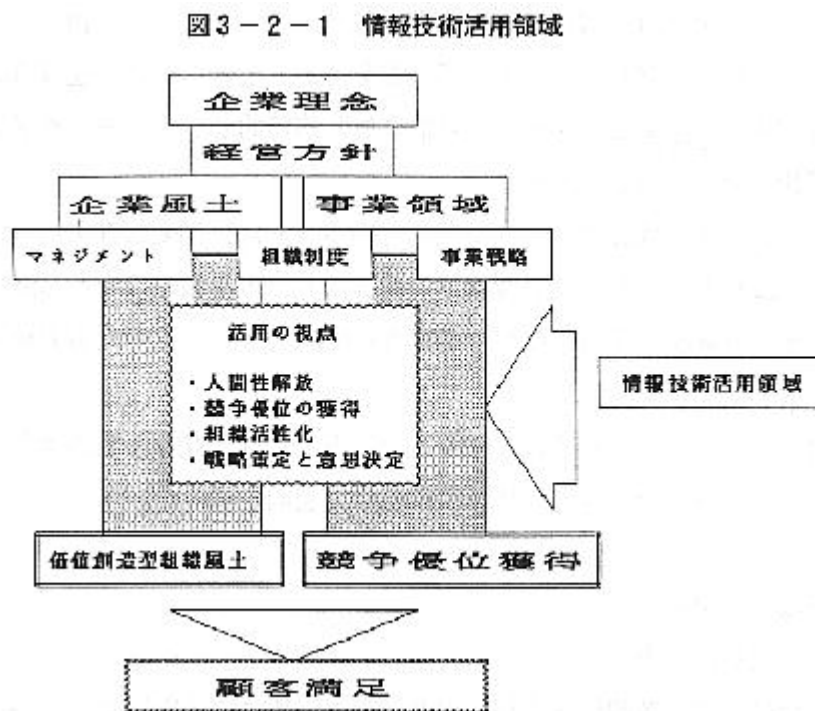 図3－2－1 情報技術活用領域
企業理念
経営方針
企業風土
事業領域
マネジメント
組織制度
事業戦略
活用の視点
・人間性解放
・競争優位の獲得
・組織活性化
・戦略策定と意思決定
情報技術活用領域
価値創造型組織風土
競争優位獲得
顧客満足